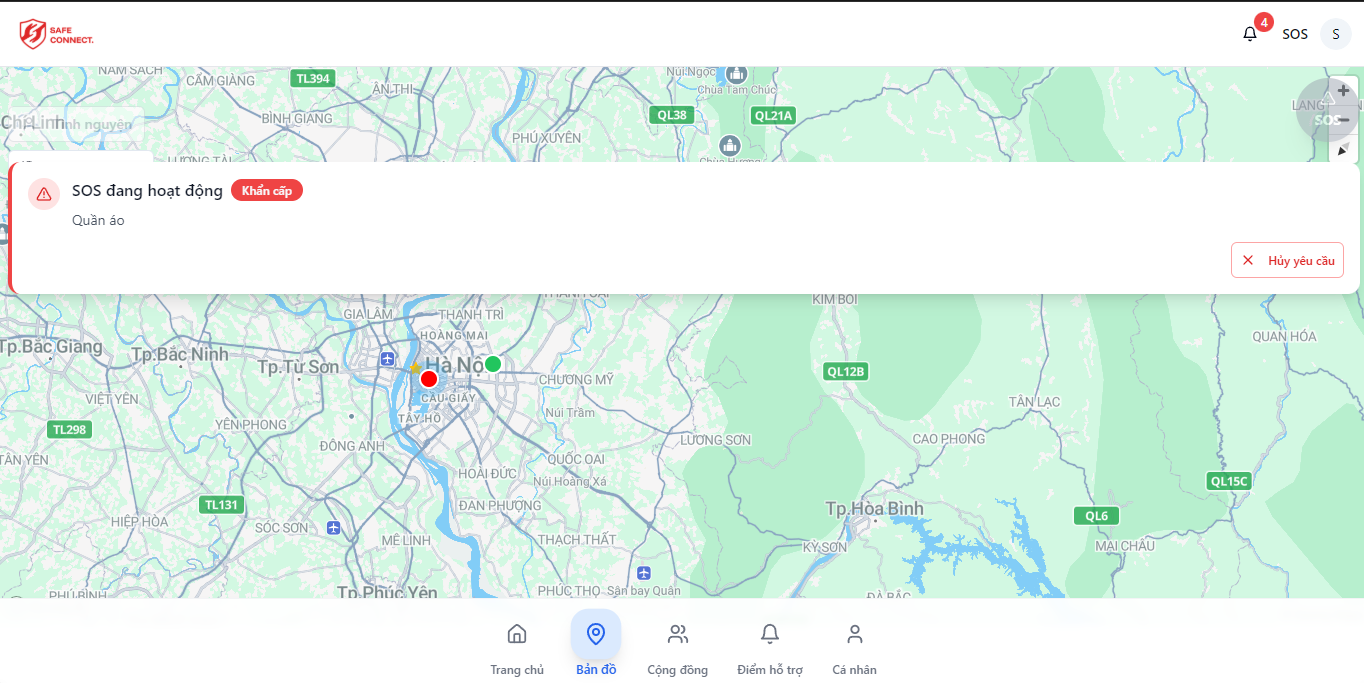 SAFE
CONNECT.
4
SOS
S
NAM SÁCH
CẨM GIÀNG
TL394
ÂN THI
Núi.Ngọc
Chùa Tam Chúc
LANG
Chí Linh
Tình nguyện
BÌNH GIANG
QL38
QL21A
PHÚ XUYÊN
SOS
LƯƠNG TÀI
Chùa Hương
SOS đang hoạt động
Khẩn cấp
Quần áo
Hủy yêu cầu
THANH OAI
KIM BÔI
GIA LÂM
THANH TRÌ
HOÀNG MAI
QUAN HÓA
Tp.Bắc Giang
Tp.Bắc Ninh
Tp.Từ Sơn
Hà Nộ
CHƯƠNG MỸ
QL12B
VIỆT YÊN
CẦU GIẤY
TÂY HỒ
Núi Trầm
TÂN LẠC
TL298
YÊN PHONG
LƯƠNG SƠN
CAO PHONG
ĐÔNG ANH
TÂN YÊN
HOÀI ĐỨC
QUỐC OAI
Núi.Hoàng Xá
QL15C
TL131
ĐAN PHƯỢNG
Tp.Hòa Bình
QL6
HIỆP HÒA
SÓC SƠN
MÊ LINH
THẠCH THẤT
KỲ SƠN
MAI CHÂU
PHÚ BÌNH
Tp.Phúc Yên
PHÚC THỌ
Sân bay Quân
ĐÀ BẮC
Trang chủ
Bản đồ
Cộng đồng
Điểm hỗ trợ
Cá nhân